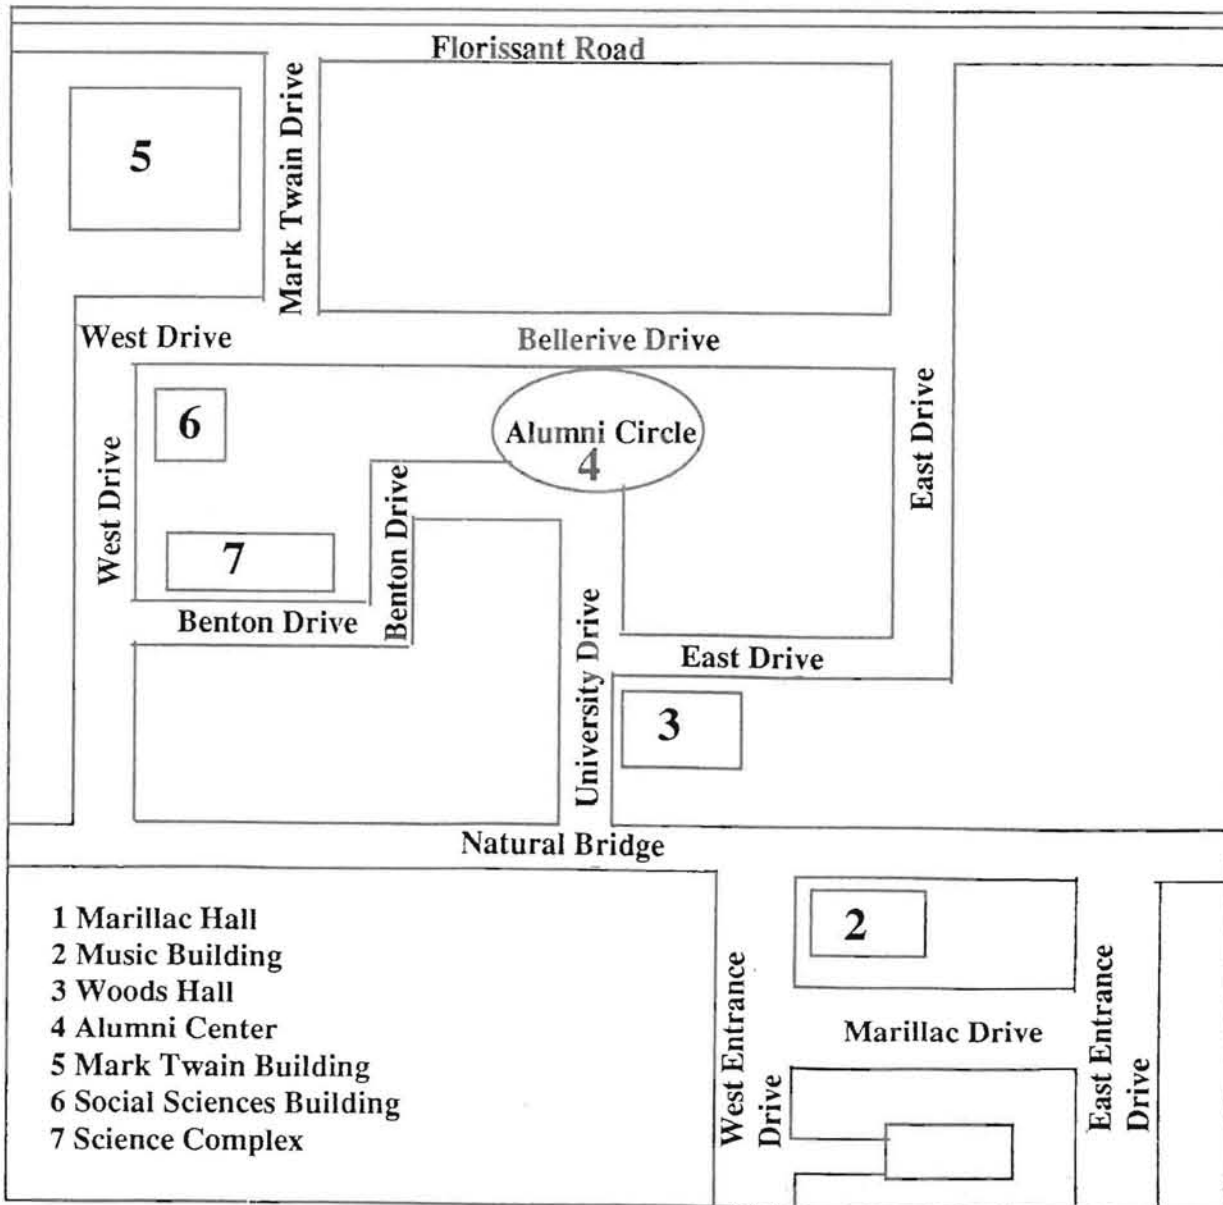 Florissant Road
5
Mark Twain Drive
West Drive
Bellerive Drive
6
Alumni Circle
4
East Drive
West Drive
7
Benton Drive
Benton Drive
University Drive
East Drive
3
Natural Bridge
1 Marillac Hall
2 Music Building
3 Woods Hall
4 Alumni Center
5 Mark Twain Building
6 Social Sciences Building
7 Science Complex
2
West Entrance
Drive
Marillac Drive
East Entrance
Drive